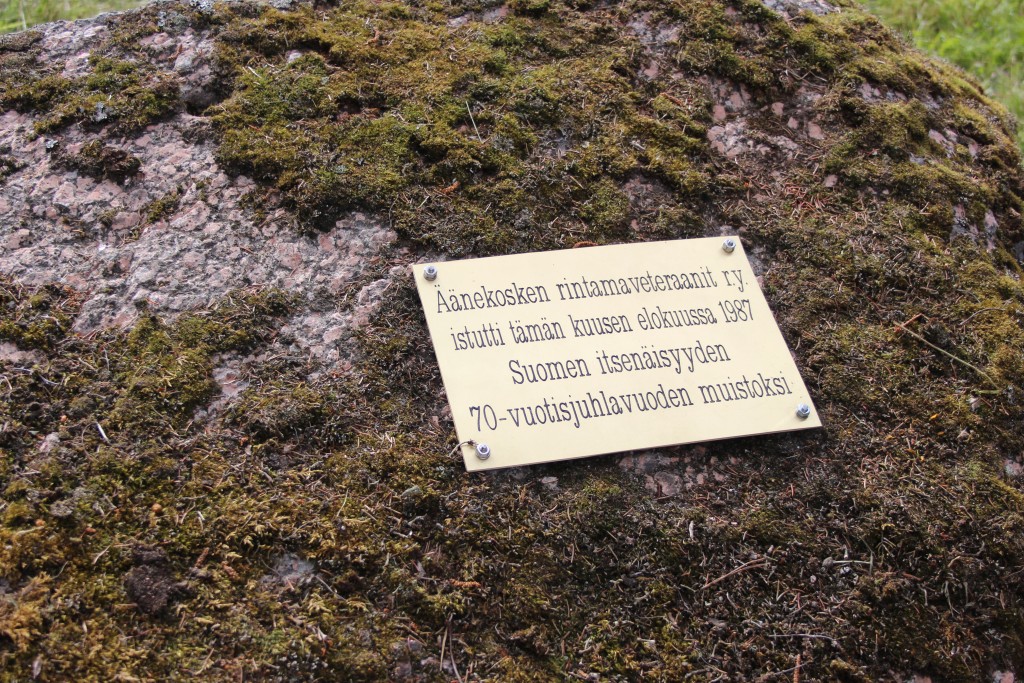 Äänekosken rintamaveteraanit r.y.
istutti tämän kuusen elokuussa 1987
Suomen itsenäisyyden
70-vuotisjuhlavuoden muistoksi